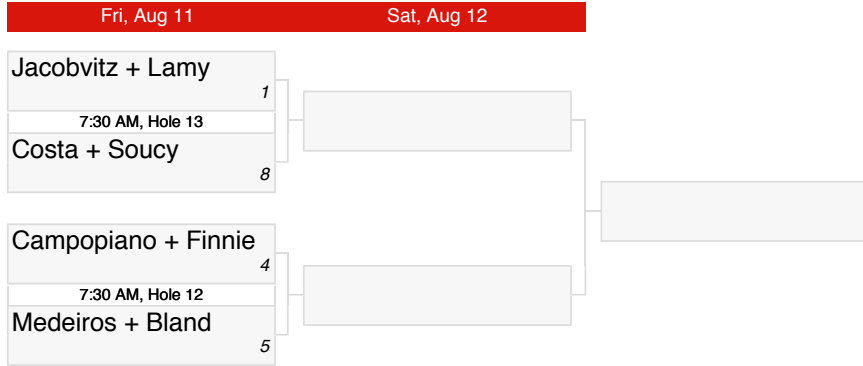 Fri, Aug 11
Sat, Aug 12
Jacobvitz + Lamy
1
7:30 AM, Hole 13
Costa + Soucy
8
Campopiano + Finnie
4
7:30 AM, Hole 12
Medeiros + Bland
5